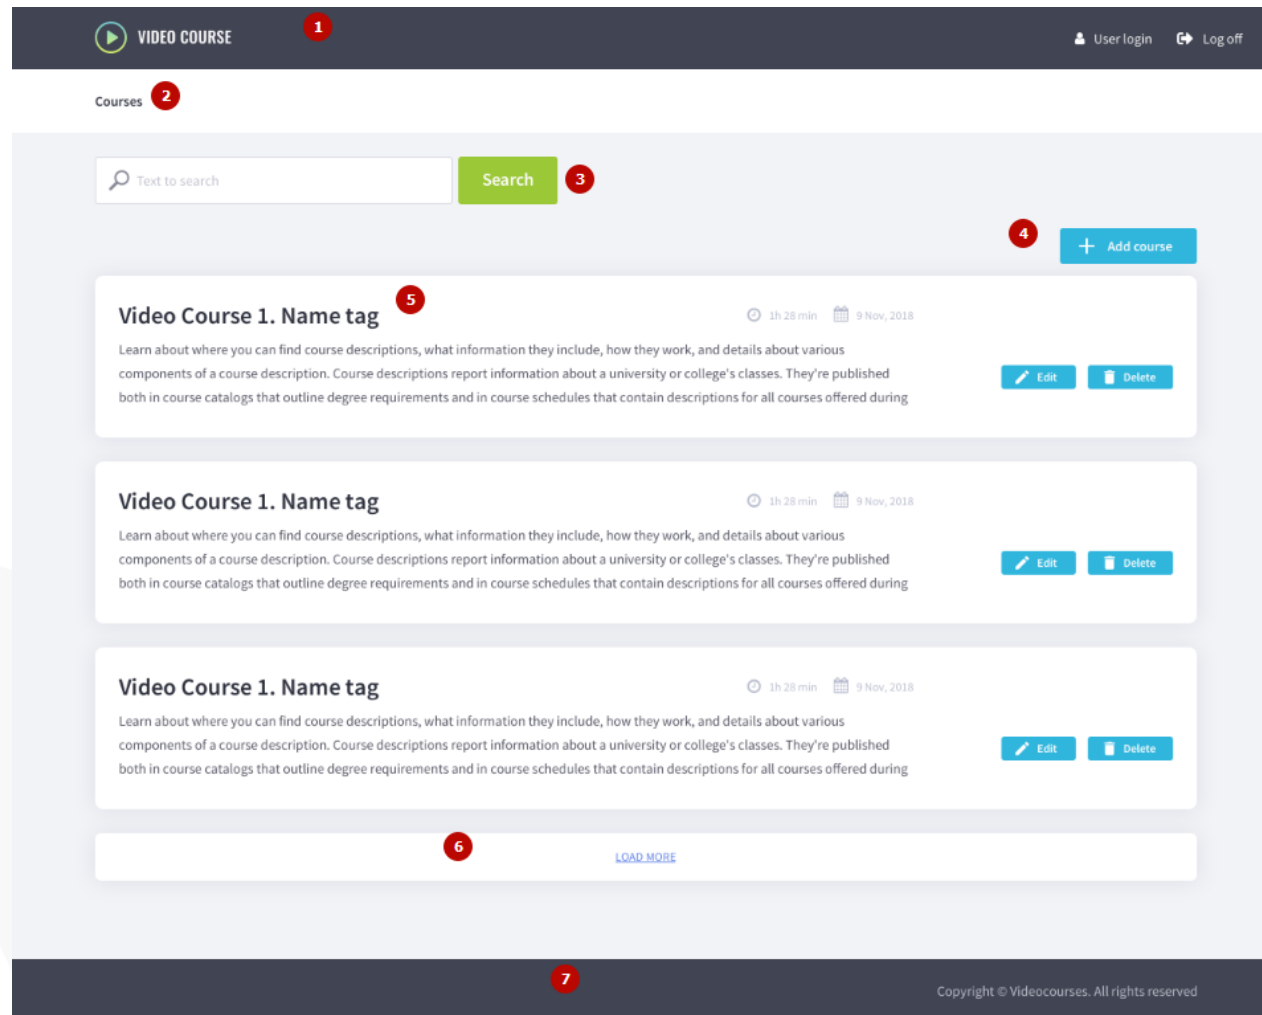 VIDEO COURSE 1 User login Log off
Courses 2
Text to search Search 3
4 Add course
Video Course 1. Name tag 5 1h 28 min 9 Nov, 2018
Learn about where you can find course descriptions, what information they include, how they work, and details about various
components of a course description. Course descriptions report information about a university or college's classes. They're published
both in course catalogs that outline degree requirements and in course schedules that contain descriptions for all courses offered during
Edit Delete
Video Course 1. Name tag 1h 28 min 9 Nov, 2018
Learn about where you can find course descriptions, what information they include, how they work, and details about various
components of a course description. Course descriptions report information about a university or college's classes. They're published
both in course catalogs that outline degree requirements and in course schedules that contain descriptions for all courses offered during
Edit Delete
Video Course 1. Name tag 1h 28 min 9 Nov, 2018
Learn about where you can find course descriptions, what information they include, how they work, and details about various
components of a course description. Course descriptions report information about a university or college's classes. They're published
both in course catalogs that outline degree requirements and in course schedules that contain descriptions for all courses offered during
Edit Delete
6 LOAD MORE
7
Copyright © Videocourses. All rights reserved